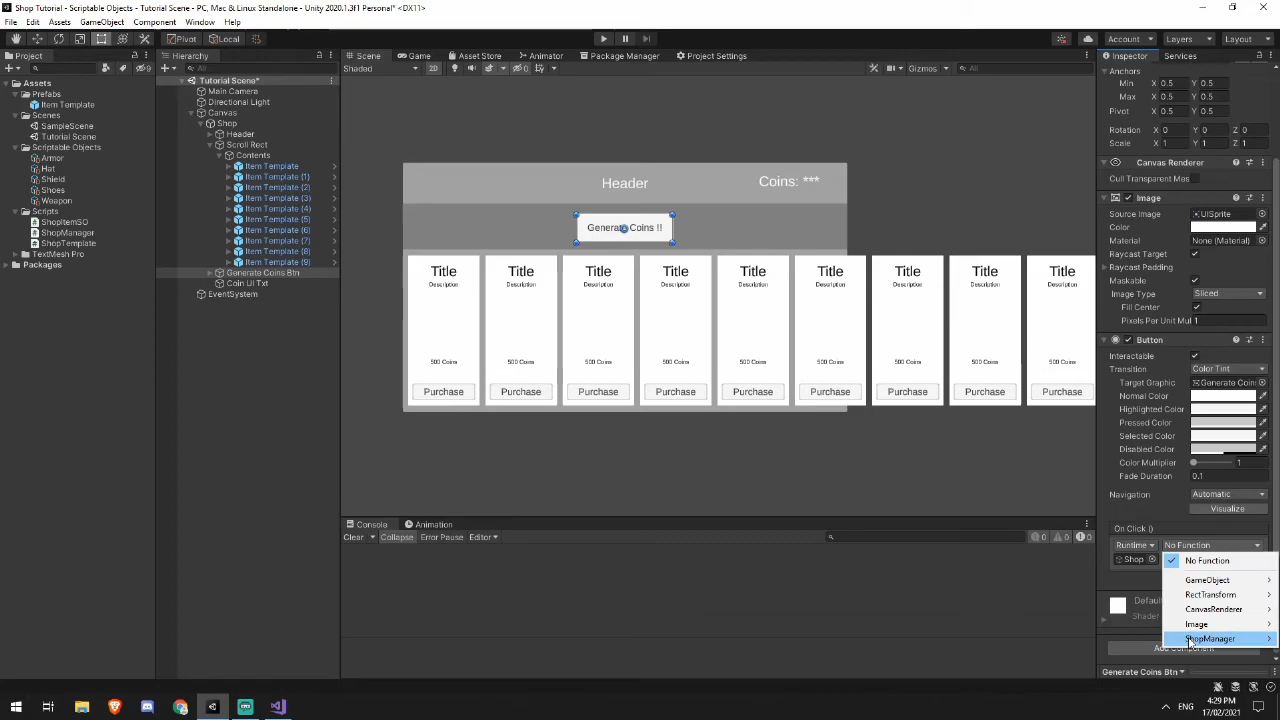 Shop Tutorial - Scriptable Objects - Tutorial Scene - PC, Mac & Linux Standalone - Unity 2020.1.3f1 Personal* <DX11>
File Edit Assets GameObject Component Window Help
Pivot Local Account Layers Layout
Project
9
Assets
Prefabs
Item Template
Scenes
SampleScene
Tutorial Scene
Scriptable Objects
Armor
Hat
Shield
Shoes
Weapon
Scripts
ShopItemSO
ShopManager
ShopTemplate
TextMesh Pro
Packages
Hierarchy
All
Tutorial Scene*
Main Camera
Directional Light
Canvas
Shop
Header
Scroll Rect
Contents
Item Template
Item Template (1)
Item Template (2)
Item Template (3)
Item Template (4)
Item Template (5)
Item Template (6)
Item Template (7)
Item Template (8)
Item Template (9)
Generate Coins Btn
Coin UI Txt
EventSystem
Scene Game Asset Store Animator Package Manager Project Settings
Shaded 2D 0 Gizmos All
Header Coins: ***
Generate Coins !!
Title Title Title Title Title Title Title Title Title
Description Description Description Description Description Description Description Description Description
500 Coins 500 Coins 500 Coins 500 Coins 500 Coins 500 Coins 500 Coins 500 Coins 500 Coins
Purchase Purchase Purchase Purchase Purchase Purchase Purchase Purchase Purchase
Console Animation
Clear Collapse Error Pause Editor 0 0 0
Inspector Services
Anchors
Min X 0.5 Y 0.5
Max X 0.5 Y 0.5
Pivot X 0.5 Y 0.5
Rotation X 0 Y 0 Z 0
Scale X 1 Y 1 Z 1
Canvas Renderer
Cull Transparent Mes
Image
Source Image UISprite
Color
Material None (Material)
Raycast Target
Raycast Padding
Maskable
Image Type Sliced
Fill Center
Pixels Per Unit Mul 1
Button
Interactable
Transition Color Tint
Target Graphic Generate Coins
Normal Color
Highlighted Color
Pressed Color
Selected Color
Disabled Color
Color Multiplier 1
Fade Duration 0.1
Navigation Automatic
Visualize
On Click ()
Runtime No Function
Shop
No Function
GameObject
RectTransform
CanvasRenderer
Image
ShopManager
Defaul
Shader
Add Component
Generate Coins Btn
ENG 4:29 PM
17/02/2021